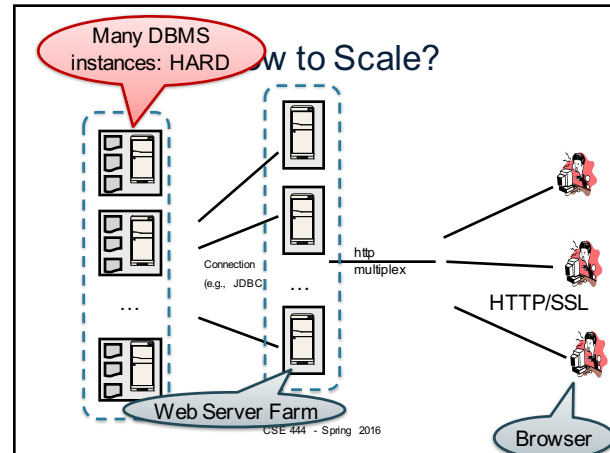 Many DBMS
instances: HARD
ow to Scale?
Connection
(e.g., JDBC)
http
multiplex
...
...
HTTP/SSL
Web Server Farm
CSE 444 - Spring 2016
Browser